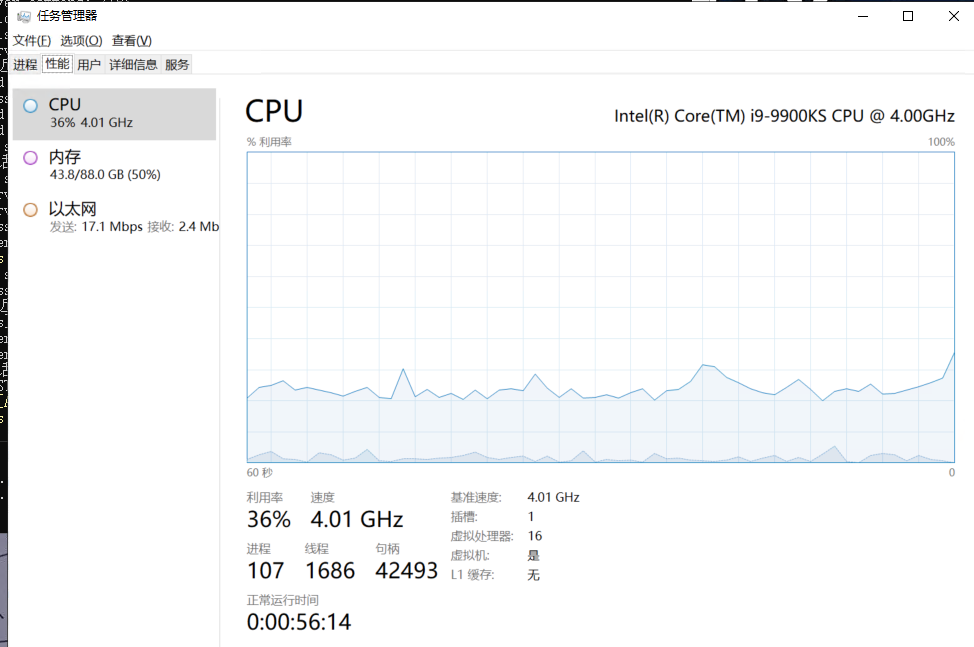 任务管理器
文件(F) 选项(O) 查看(V)
进程 性能 用户 详细信息 服务
CPU
36% 4.01 GHz
内存
43.8/88.0 GB (50%)
以太网
发送: 17.1 Mbps 接收: 2.4 Mb
CPU
Intel(R) Core(TM) i9-9900KS CPU @ 4.00GHz
% 利用率
100%
60 秒
0
利用率 速度
36% 4.01 GHz
进程 线程 句柄
107 1686 42493
正常运行时间
0:00:56:14
基准速度: 4.01 GHz
插槽: 1
虚拟处理器: 16
虚拟机: 是
L1 缓存: 无